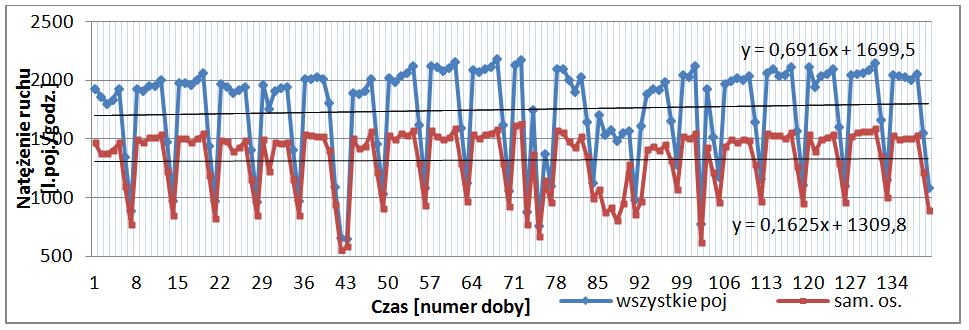 2500
y = 0,6916x + 1699,5
2000
Natężenie ruchu
[l.poj./godz.]
1500
1000
y = 0,1625x + 1309,8
500
1 8 15 22 29 36 43 50 57 64 71 78 85 92 99 106 113 120 127 134
Czas [numer doby]
wszystkie poj
sam. os.